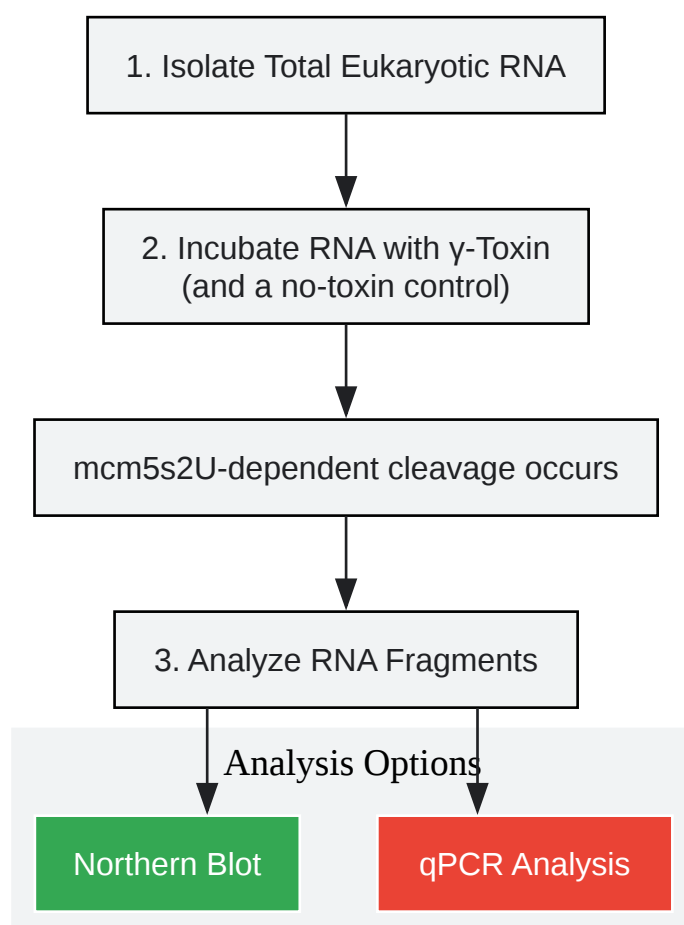 1. Isolate Total Eukaryotic RNA
2. Incubate RNA with γ-Toxin
(and a no-toxin control)
mcm5s2U-dependent cleavage occurs
3. Analyze RNA Fragments
Analysis Options
Northern Blot
qPCR Analysis